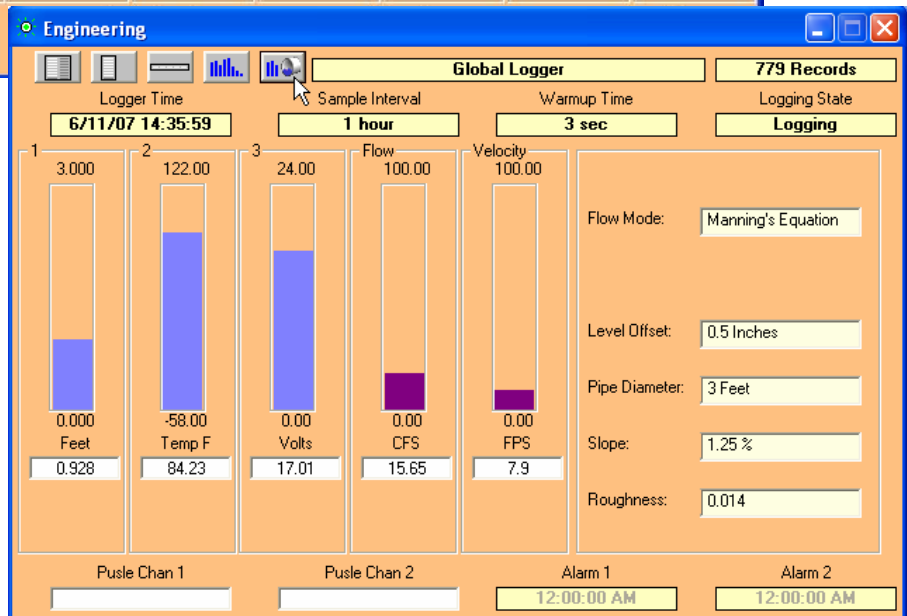 Engineering
Global Logger 779 Records
Logger Time Sample Interval Warmup Time Logging State
6/11/07 14:35:59 1 hour 3 sec Logging
1 2 3 Flow Velocity
3.000 122.00 24.00 100.00 100.00
Flow Mode: Manning's Equation
Level Offset: 0.5 Inches
Pipe Diameter: 3 Feet
0.000 -58.00 0.00 0.00 0.00
Feet Temp F Volts CFS FPS
Slope: 1.25 %
0.928 84.23 17.01 15.65 7.9
Roughness: 0.014
Pusle Chan 1 Pusle Chan 2 Alarm 1 Alarm 2
12:00:00 AM 12:00:00 AM